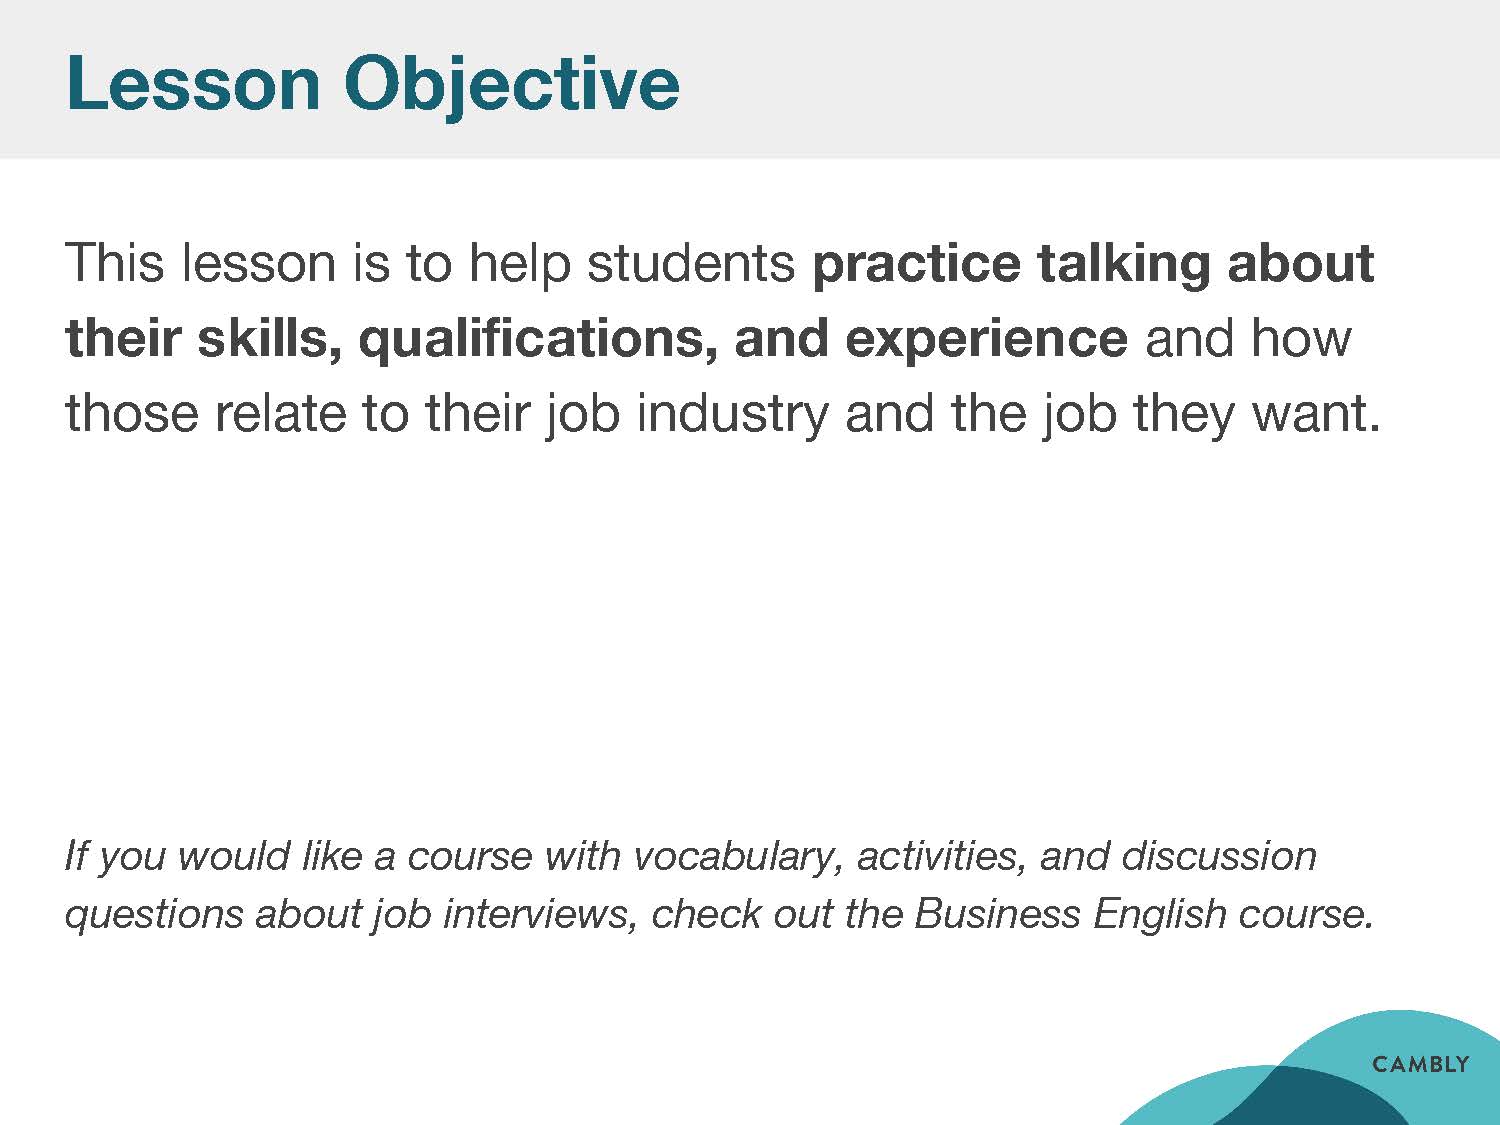 Lesson Objective
This lesson is to help students practice talking about
their skills, qualifications, and experience and how
those relate to their job industry and the job they want.
If you would like a course with vocabulary, activities, and discussion
questions about job interviews, check out the Business English course.
CAMBLY